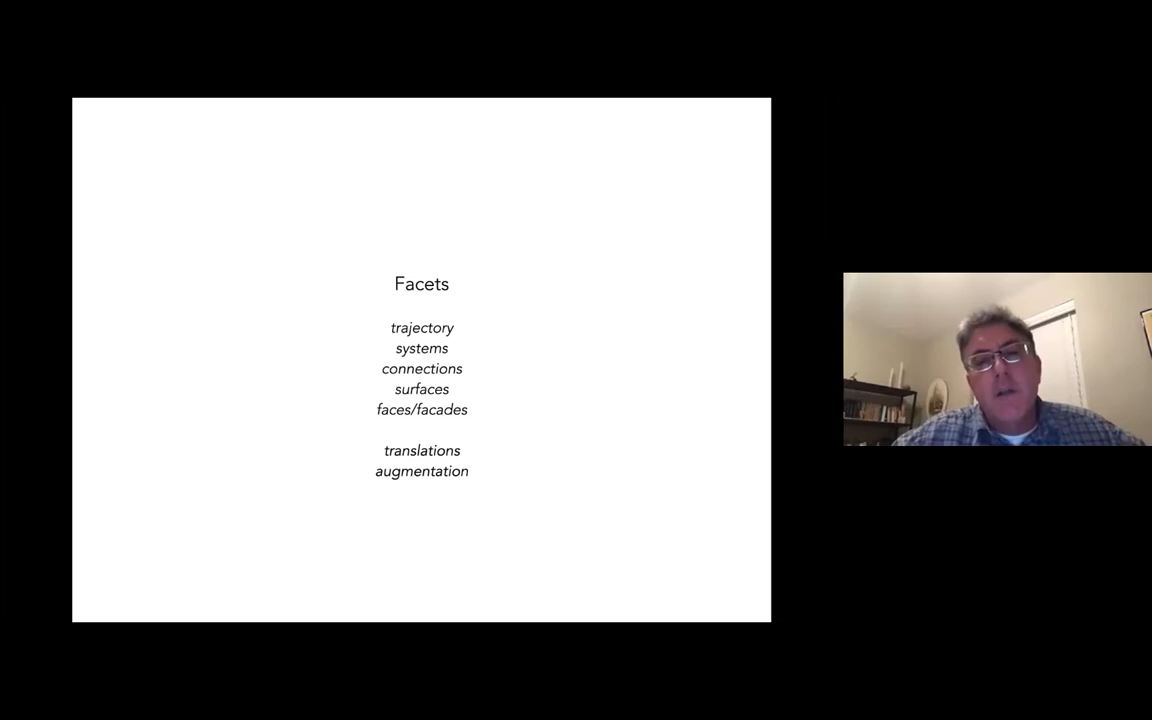 Facets
trajectory
systems
connections
surfaces
faces/facades
translations
augmentation